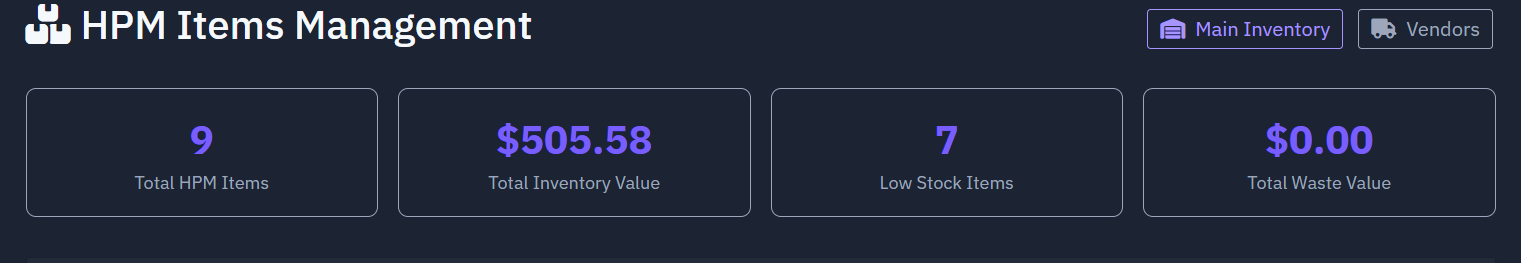 HPM Items Management
Main Inventory
Vendors
9
Total HPM Items
$505.58
Total Inventory Value
7
Low Stock Items
$0.00
Total Waste Value